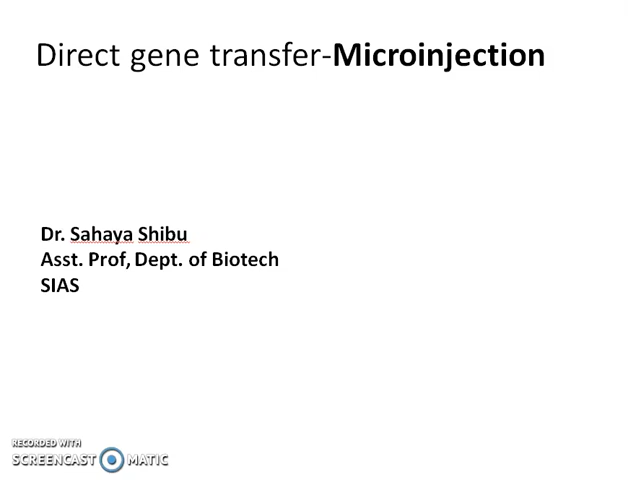 Direct gene transfer-Microinjection
Dr. Sahaya Shibu
Asst. Prof, Dept. of Biotech
SIAS
RECORDED WITH
SCREENCAST MATIC